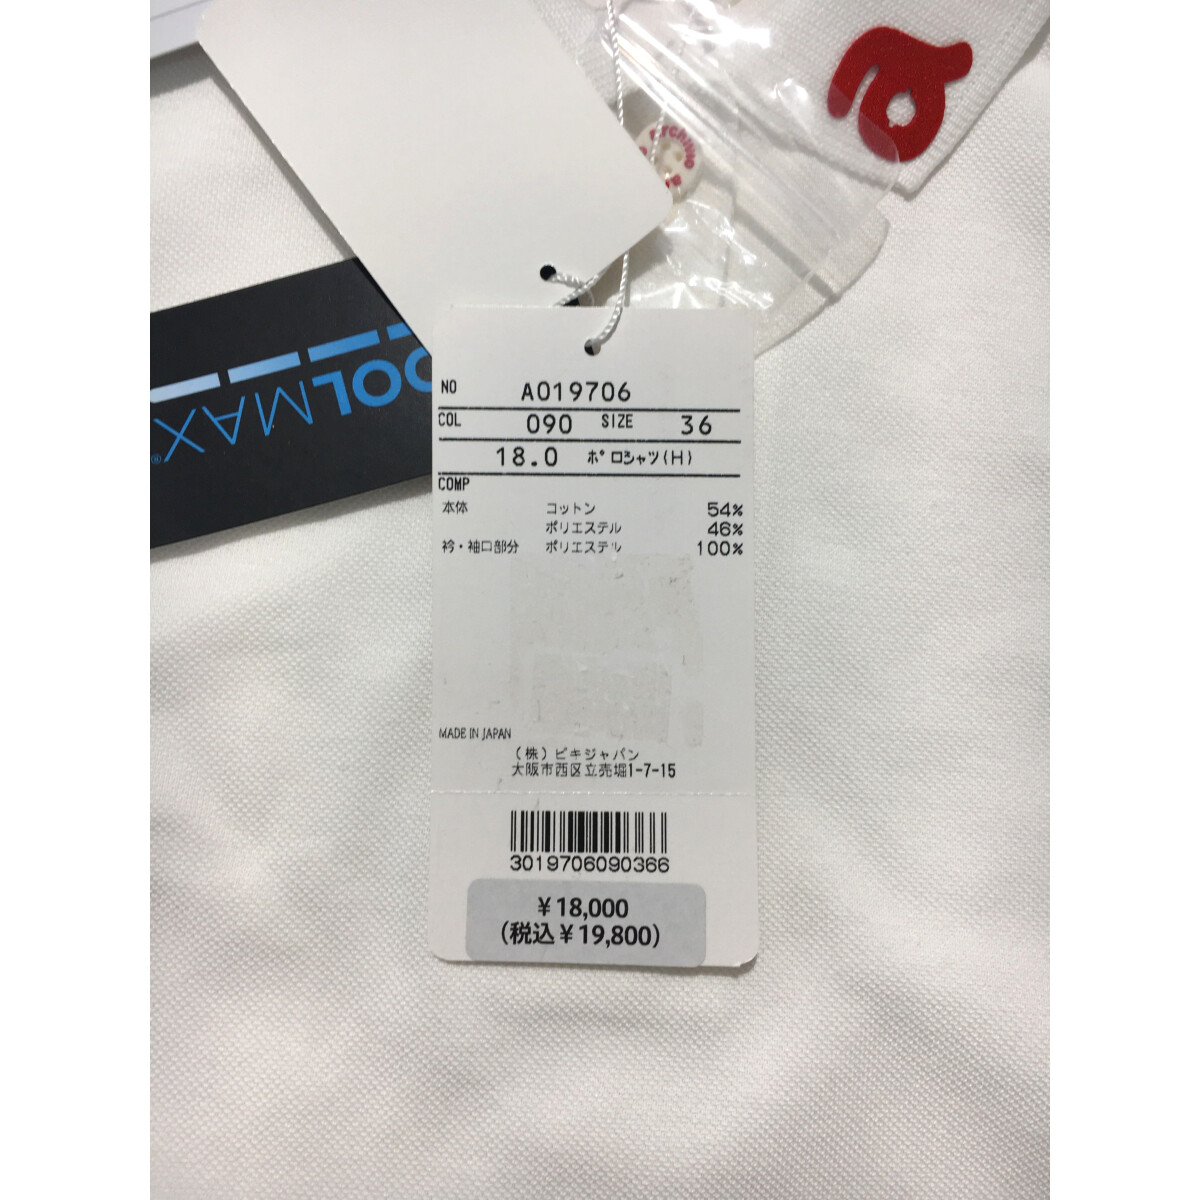 archivio
OOLMAX®
NO A019706
COL 090 SIZE 36
18.0 ポロシャツ(H)
COMP
本体 コットン 54%
ポリエステル 46%
衿・袖口部分 ポリエステル 100%
MADE IN JAPAN
(株)ビキジャパン
大阪市西区立売堀1-7-15
3019706090366
¥18,000
(税込¥19,800)